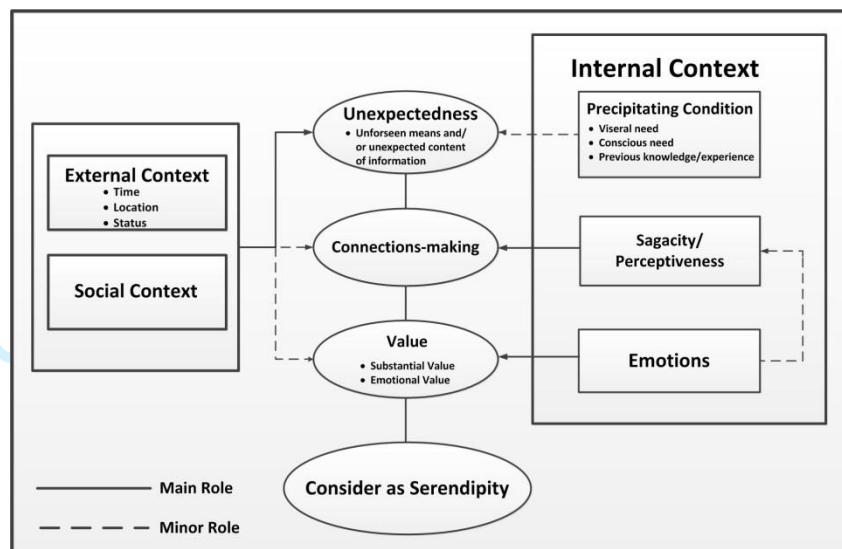 External Context
• Time
• Location
• Status
Social Context
Unexpectedness
• Unforseen means and/
or unexpected content
of information
Connections-making
Value
• Substantial Value
• Emotional Value
Consider as Serendipity
Internal Context
Precipitating Condition
• Viseral need
• Conscious need
• Previous knowledge/experience
Sagacity/
Perceptiveness
Emotions
Main Role
Minor Role